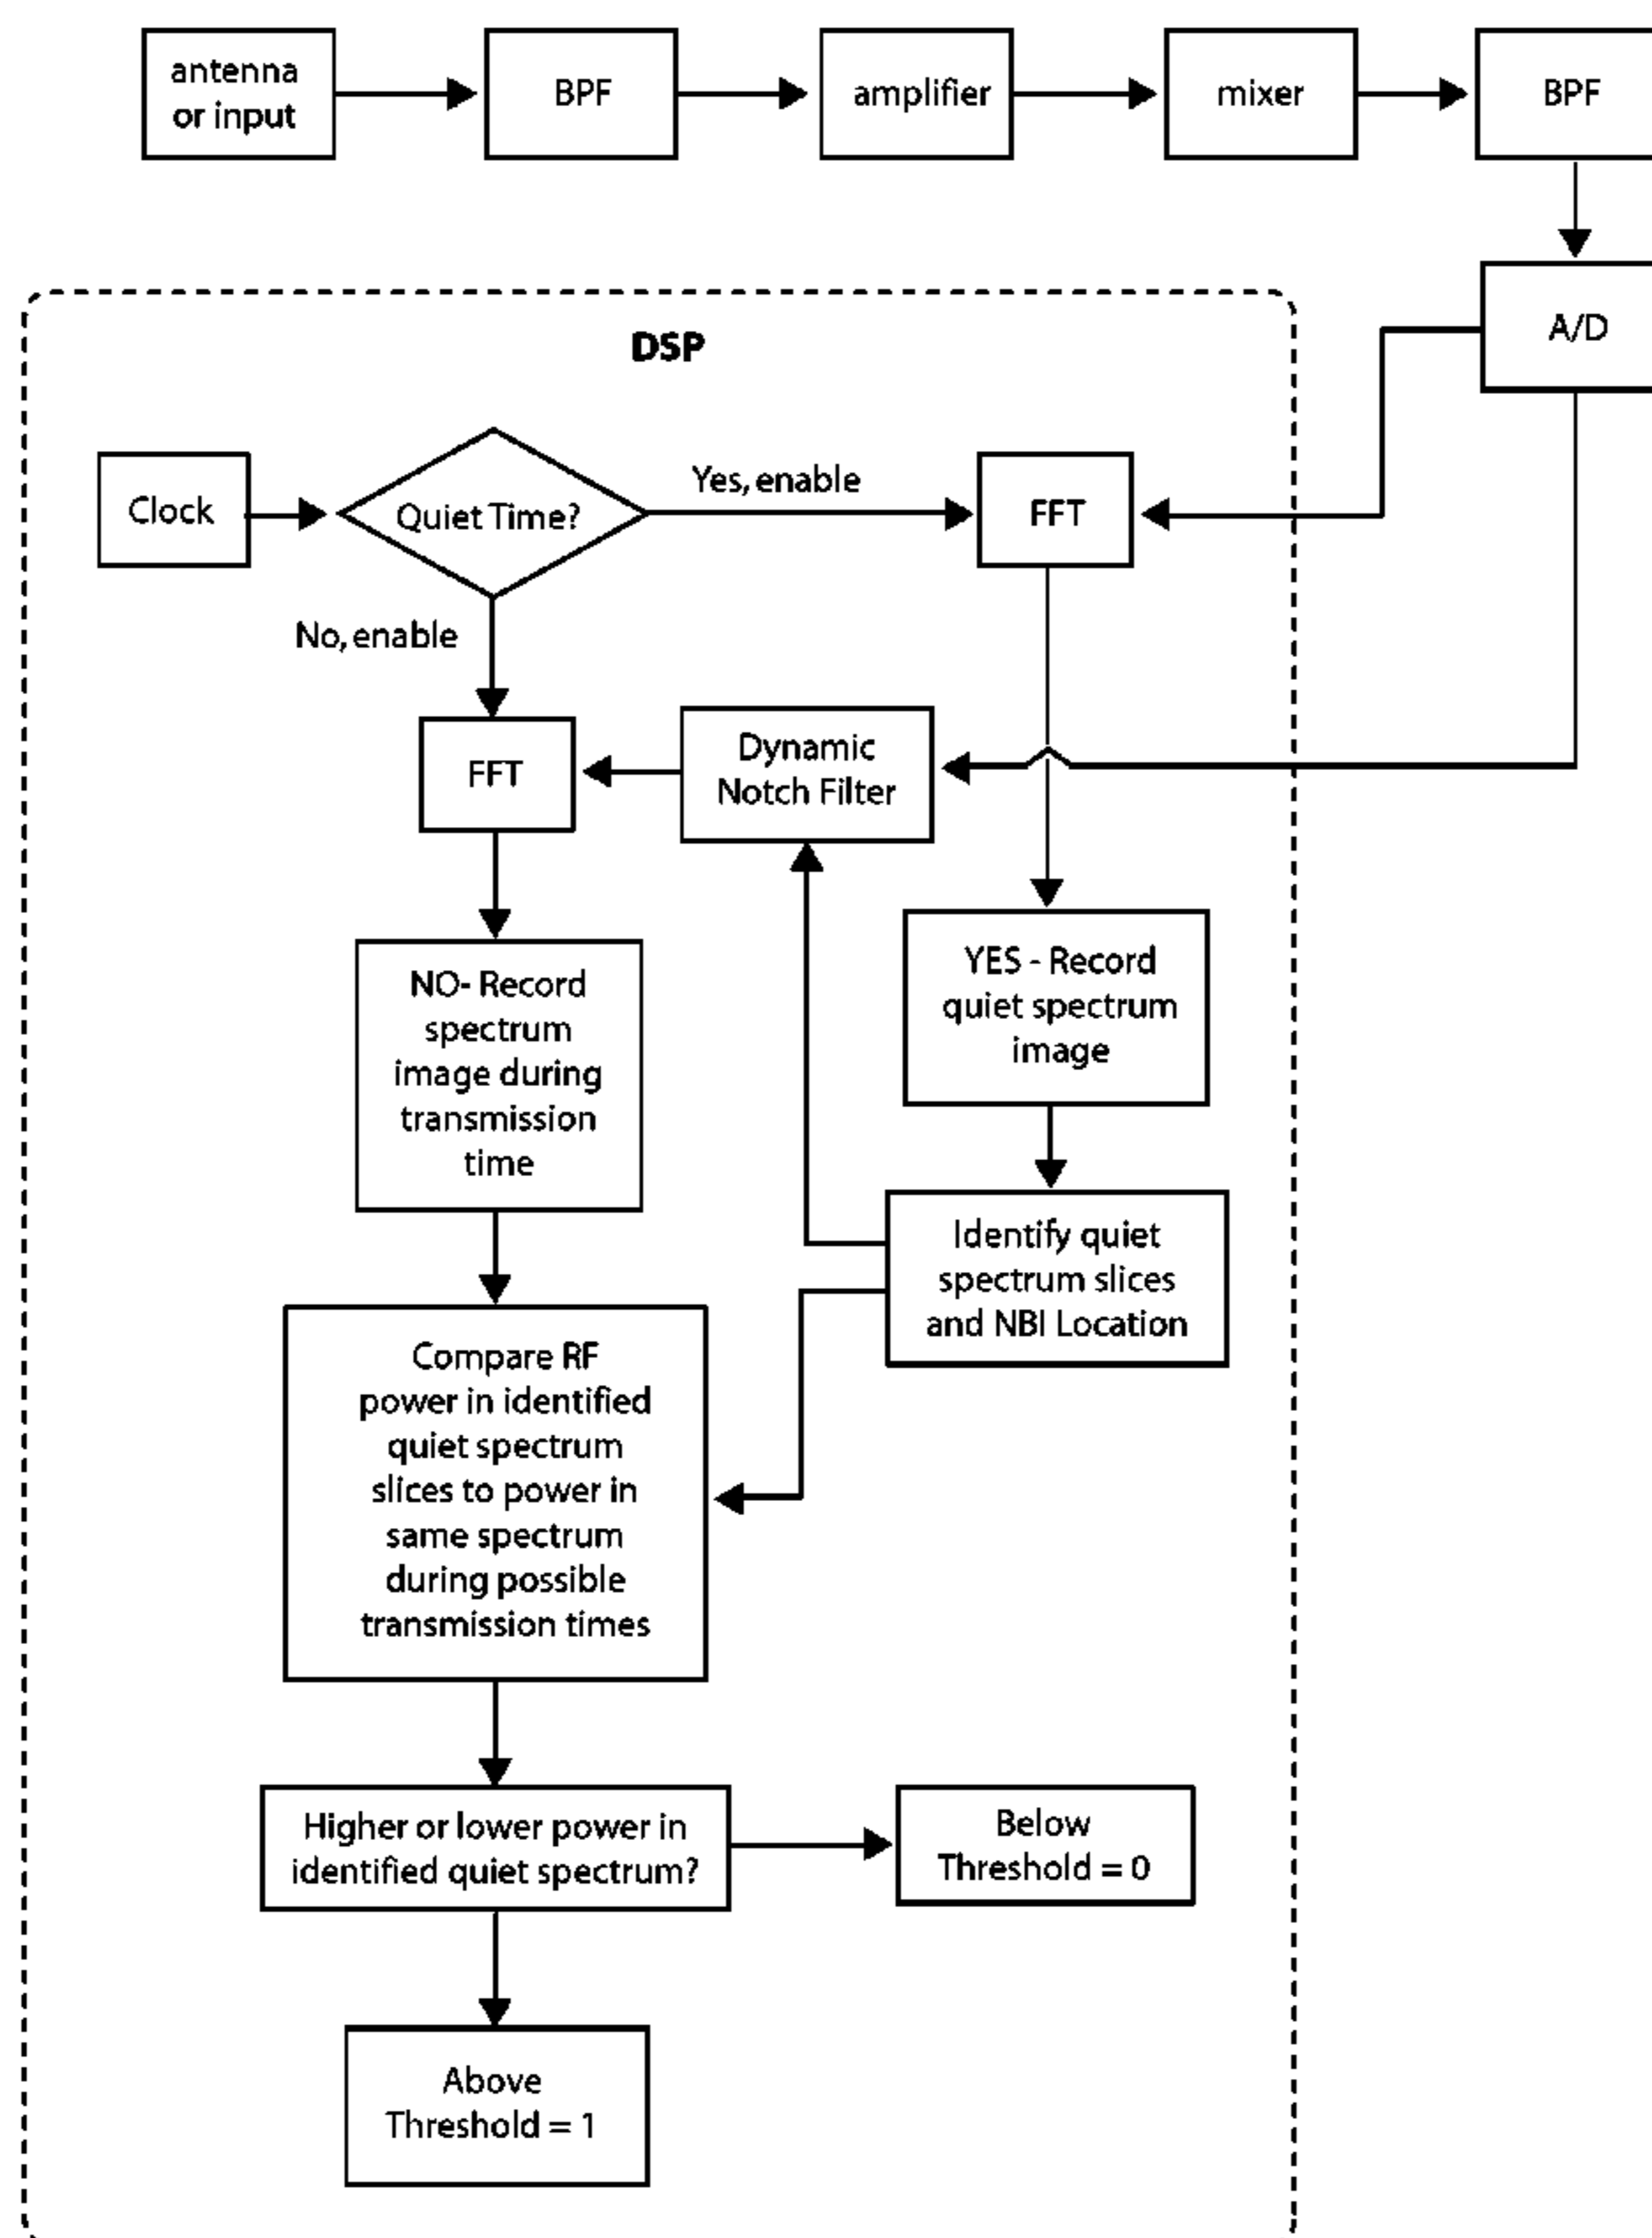 antenna
or input
BPF
amplifier
mixer
BPF
A/D
DSP
Clock
Quiet Time?
Yes, enable
FFT
No, enable
FFT
Dynamic
Notch Filter
NO- Record
spectrum
image during
transmission
time
YES - Record
quiet spectrum
image
Identify quiet
spectrum slices
and NBI Location
Compare RF
power in identified
quiet spectrum
slices to power in
same spectrum
during possible
transmission times
Higher or lower power in
identified quiet spectrum?
Below
Threshold = 0
Above
Threshold = 1